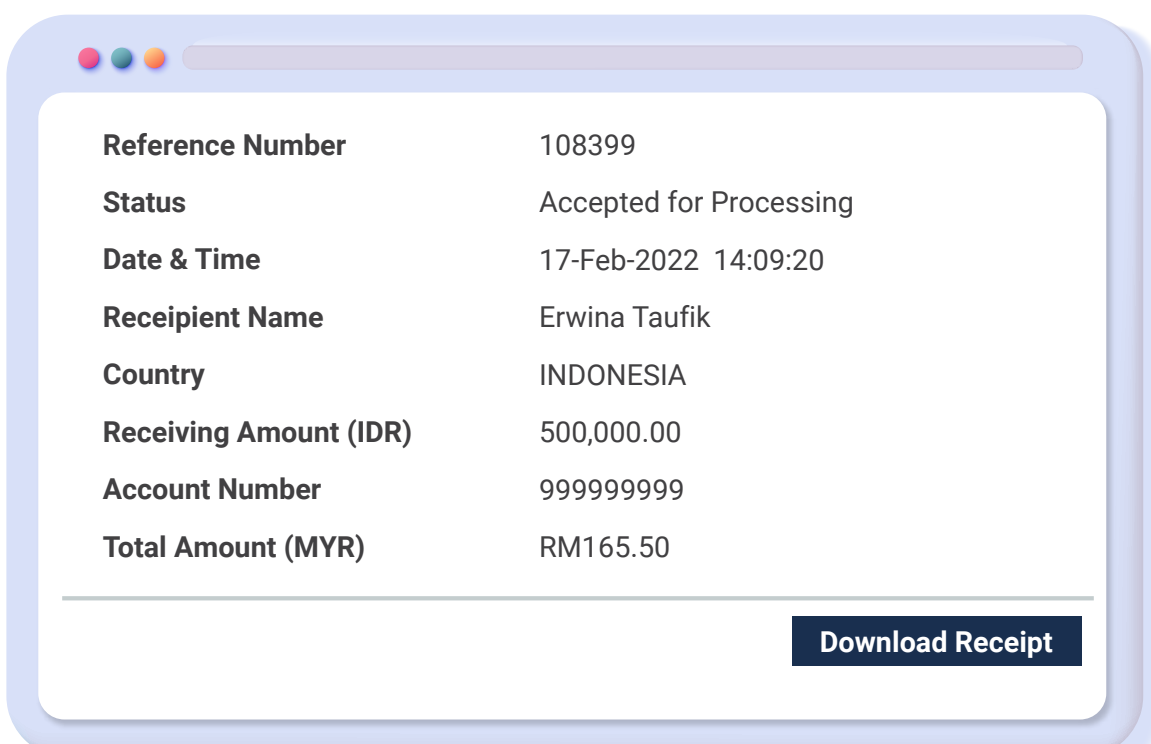 Reference Number 108399
Status Accepted for Processing
Date & Time 17-Feb-2022 14:09:20
Receipient Name Erwina Taufik
Country INDONESIA
Receiving Amount (IDR) 500,000.00
Account Number 999999999
Total Amount (MYR) RM165.50
Download Receipt